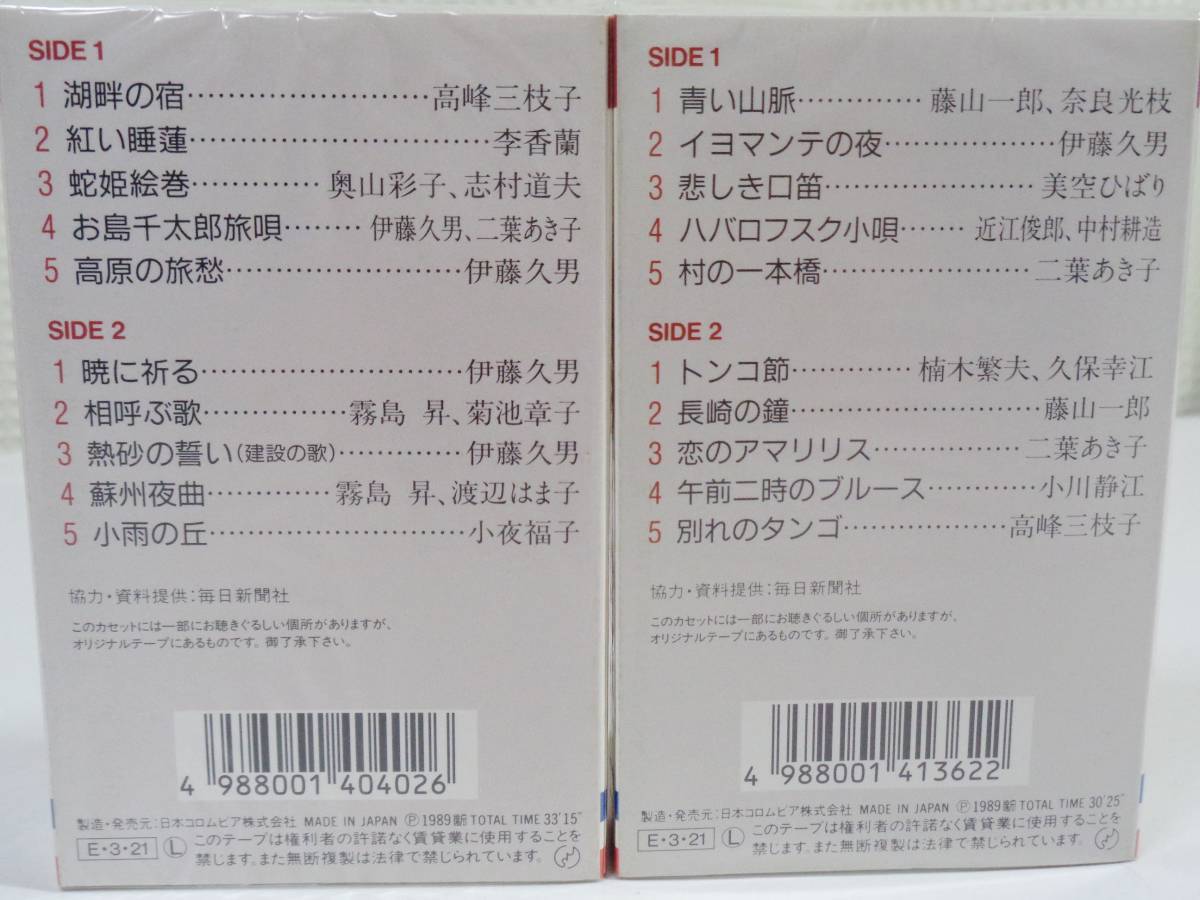 SIDE 1
1 湖畔の宿………………………高峰三枝子
2 紅い睡蓮……………………………李香蘭
3 蛇姫絵巻…………奥山彩子、志村道夫
4 お島千太郎旅唄………伊藤久男、二葉あき子
5 高原の旅愁………………………伊藤久男
SIDE 2
1 暁に祈る…………………………伊藤久男
2 相呼ぶ歌……………霧島 昇、菊池章子
3 熱砂の誓い(建設の歌)……………伊藤久男
4 蘇州夜曲…………霧島 昇、渡辺はま子
5 小雨の丘…………………………小夜福子
協力・資料提供:毎日新聞社
このカセットには一部にお聴きぐるしい個所がありますが、
オリジナルテープにあるものです。御了承下さい。
4 988001 404026
製造・発売元:日本コロムビア株式会社 MADE IN JAPAN Ⓟ1989 TOTAL TIME 33'15"
E・3・21 Ⓛ このテープは権利者の許諾なく賃貸業に使用することを
禁じます。また無断複製は法律で禁じられています。
SIDE 1
1 青い山脈…………藤山一郎、奈良光枝
2 イヨマンテの夜………………伊藤久男
3 悲しき口笛………………美空ひばり
4 ハバロフスク小唄……近江俊郎、中村耕造
5 村の一本橋……………………二葉あき子
SIDE 2
1 トンコ節…………楠木繁夫、久保幸江
2 長崎の鐘………………………藤山一郎
3 恋のアマリリス……………二葉あき子
4 午前二時のブルース…………小川静江
5 別れのタンゴ………………高峰三枝子
協力・資料提供:毎日新聞社
このカセットには一部にお聴きぐるしい個所がありますが、
オリジナルテープにあるものです。御了承下さい。
4 988001 413622
製造・発売元:日本コロムビア株式会社 MADE IN JAPAN Ⓟ1989 TOTAL TIME 30'25"
E・3・21 Ⓛ このテープは権利者の許諾なく賃貸業に使用することを
禁じます。また無断複製は法律で禁じられています。